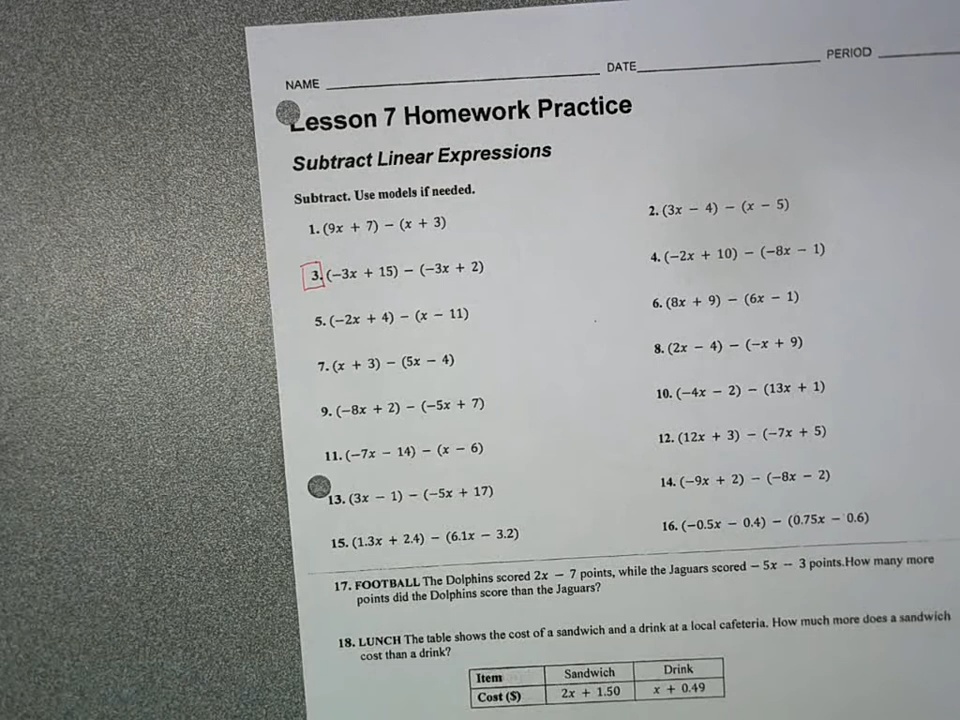 NAME DATE PERIOD
Lesson 7 Homework Practice
Subtract Linear Expressions
Subtract. Use models if needed.
1. (9x + 7) − (x + 3)
2. (3x − 4) − (x − 5)
3. (−3x + 15) − (−3x + 2)
4. (−2x + 10) − (−8x − 1)
5. (−2x + 4) − (x − 11)
6. (8x + 9) − (6x − 1)
7. (x + 3) − (5x − 4)
8. (2x − 4) − (−x + 9)
9. (−8x + 2) − (−5x + 7)
10. (−4x − 2) − (13x + 1)
11. (−7x − 14) − (x − 6)
12. (12x + 3) − (−7x + 5)
13. (3x − 1) − (−5x + 17)
14. (−9x + 2) − (−8x − 2)
15. (1.3x + 2.4) − (6.1x − 3.2)
16. (−0.5x − 0.4) − (0.75x − 0.6)
17. FOOTBALL The Dolphins scored 2x − 7 points, while the Jaguars scored − 5x − 3 points.How many more
points did the Dolphins score than the Jaguars?
18. LUNCH The table shows the cost of a sandwich and a drink at a local cafeteria. How much more does a sandwich
cost than a drink?
Item Sandwich Drink
Cost ($) 2x + 1.50 x + 0.49